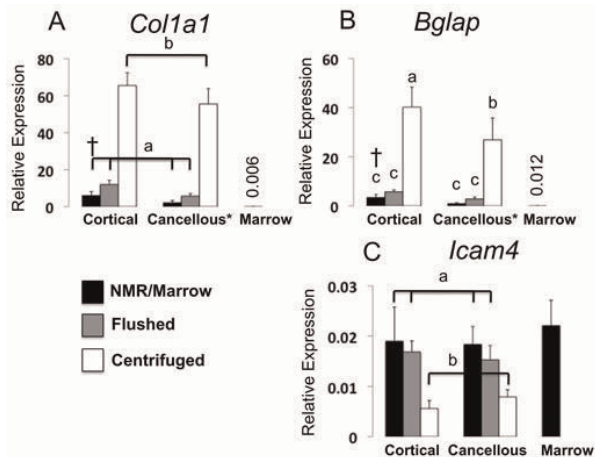 A Col1a1
b
Relative Expression
80
60
40
20
0
†
a
0.006
Cortical Cancellous* Marrow
B Bglap
Relative Expression
60
40
20
0
a
b
†
c c
c c
0.012
Cortical Cancellous* Marrow
NMR/Marrow
Flushed
Centrifuged
C Icam4
Relative Expression
0.03
0.02
0.01
0
a
b
Cortical Cancellous Marrow